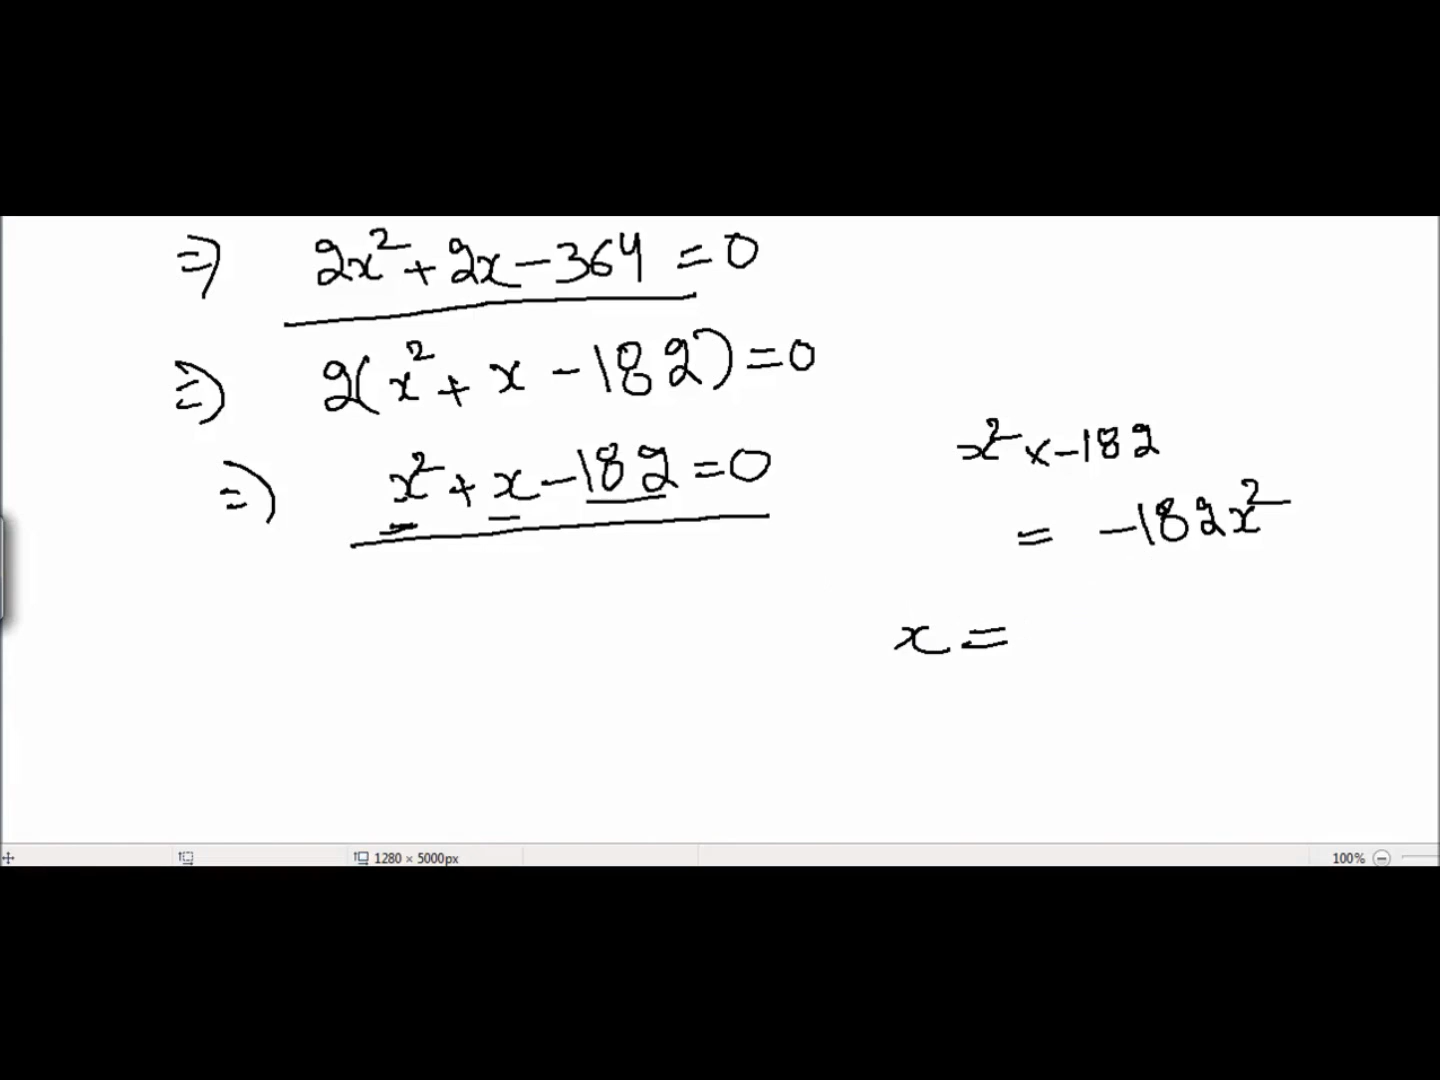 =) 2x² + 2x - 364 = 0
=) 2(x² + x - 182) = 0
=) x² + x - 182 = 0
x² × -182
= -182x²
x =
1280 × 5000px
100%